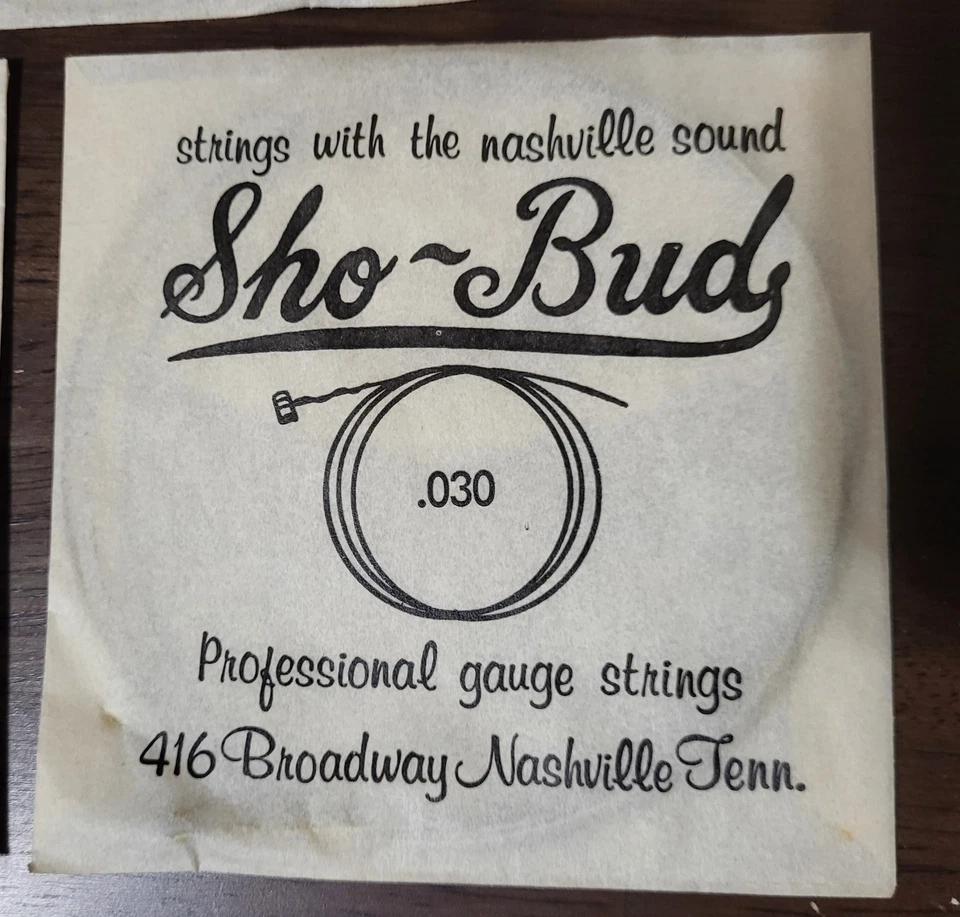 strings with the nashville sound
Sho~Bud
.030
Professional gauge strings
416 Broadway Nashville Tenn.